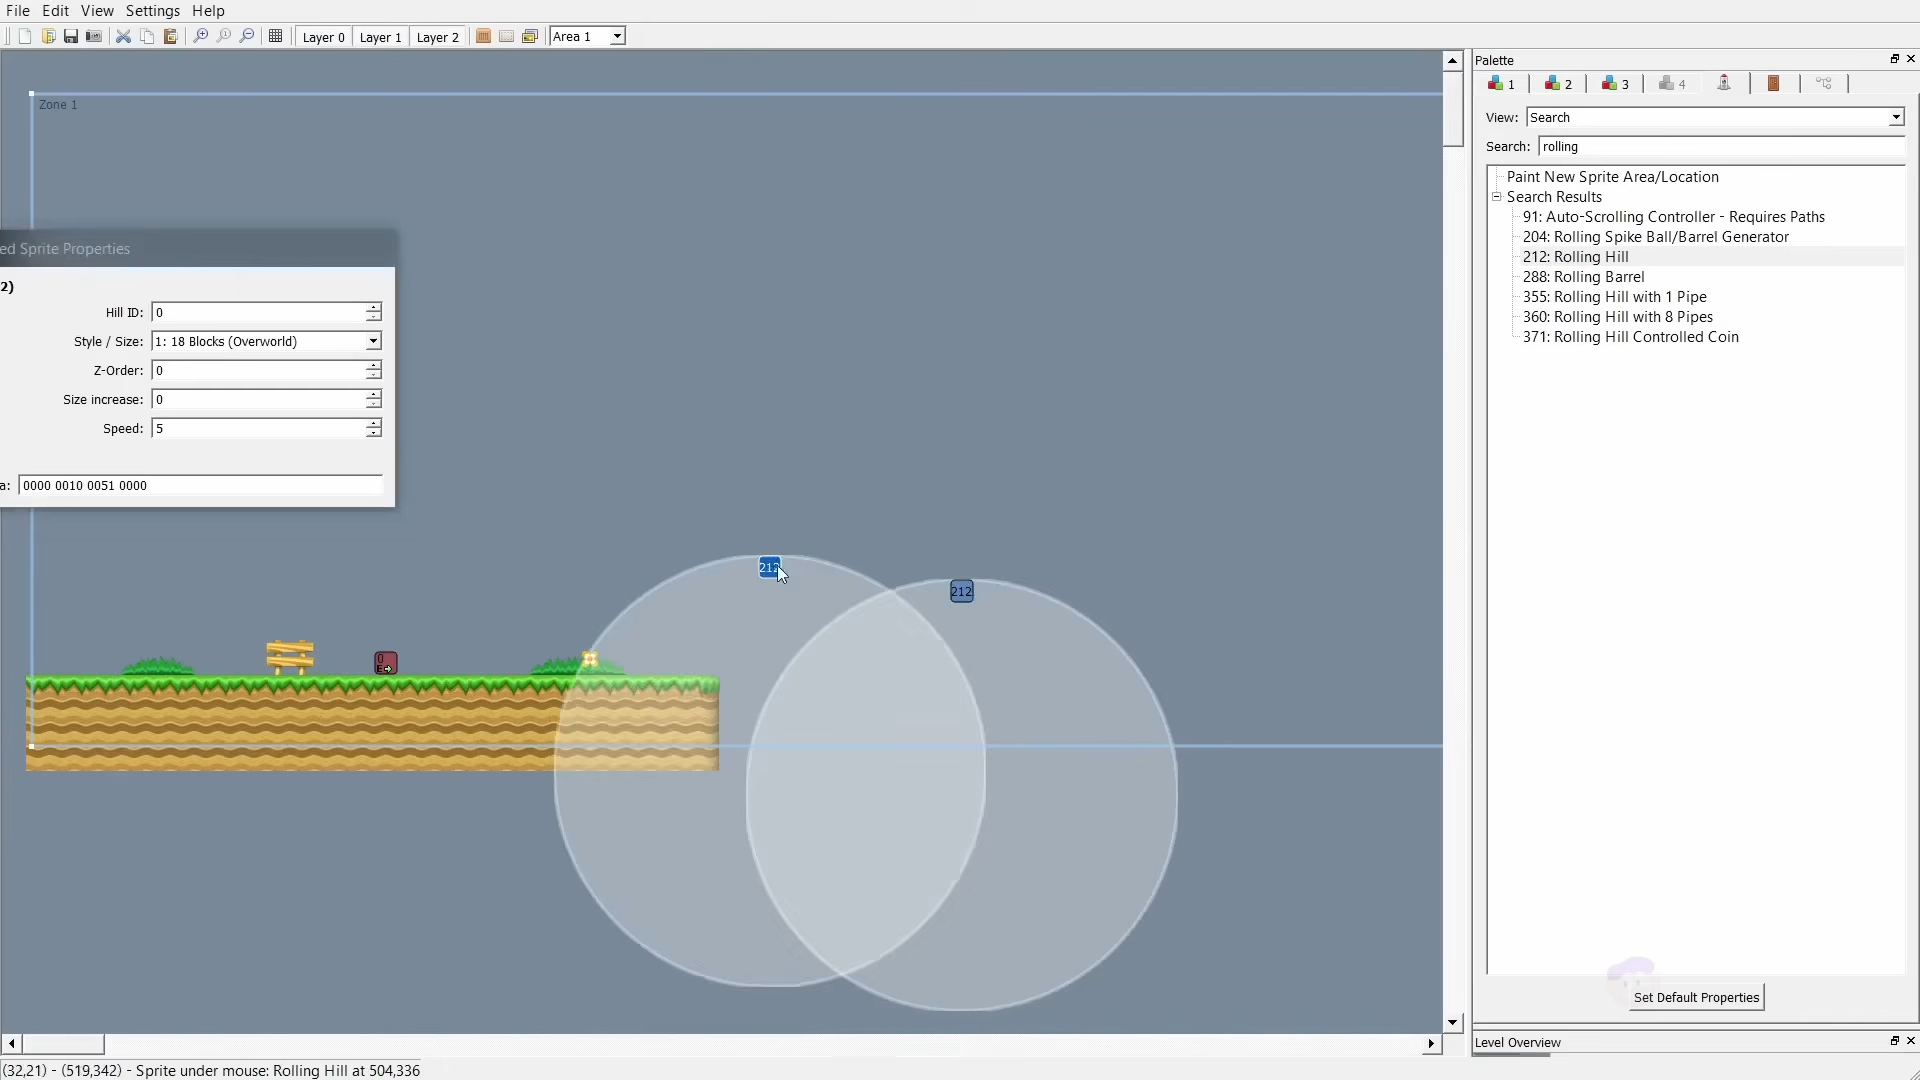 File Edit View Settings Help
Layer 0 Layer 1 Layer 2 Area 1
Zone 1
ed Sprite Properties
2)
Hill ID: 0
Style / Size: 1: 18 Blocks (Overworld)
Z-Order: 0
Size increase: 0
Speed: 5
a: 0000 0010 0051 0000
212
212
0
E
Palette
1 2 3 4
View: Search
Search: rolling
Paint New Sprite Area/Location
Search Results
91: Auto-Scrolling Controller - Requires Paths
204: Rolling Spike Ball/Barrel Generator
212: Rolling Hill
288: Rolling Barrel
355: Rolling Hill with 1 Pipe
360: Rolling Hill with 8 Pipes
371: Rolling Hill Controlled Coin
Set Default Properties
Level Overview
(32,21) - (519,342) - Sprite under mouse: Rolling Hill at 504,336